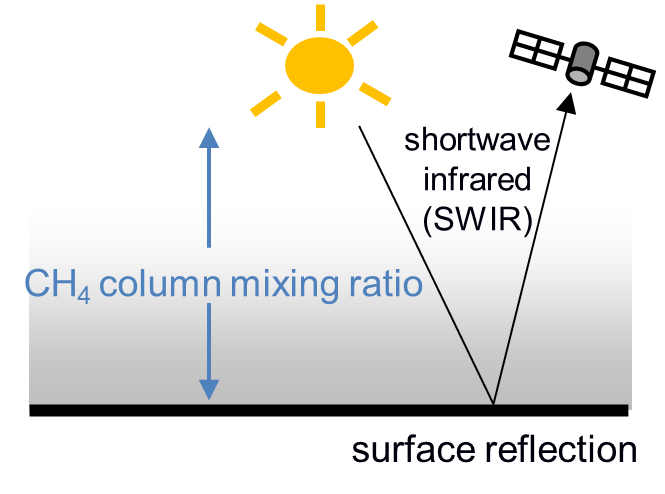 shortwave
infrared
(SWIR)
CH₄ column mixing ratio
surface reflection